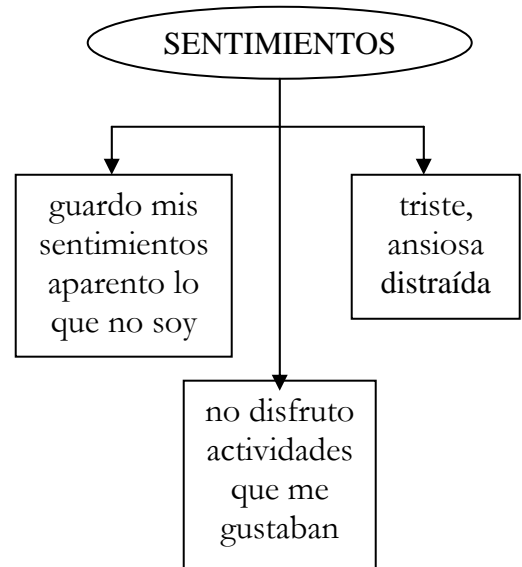 SENTIMIENTOS
guardo mis
sentimientos
aparento lo
que no soy
triste,
ansiosa
distraída
no disfruto
actividades
que me
gustaban